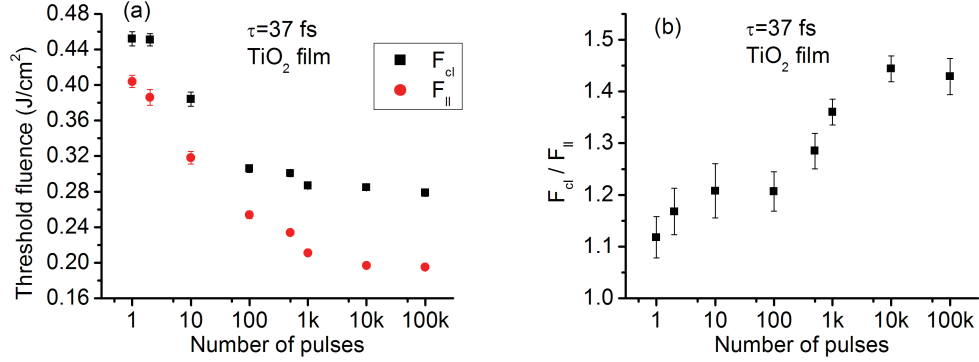 (a)
τ=37 fs
TiO2 film
Fcl
Fll
Threshold fluence (J/cm2)
0.48
0.44
0.40
0.36
0.32
0.28
0.24
0.20
0.16
1 10 100 1k 10k 100k
Number of pulses
(b)
τ=37 fs
TiO2 film
Fcl / Fll
1.5
1.4
1.3
1.2
1.1
1.0
1 10 100 1k 10k 100k
Number of pulses